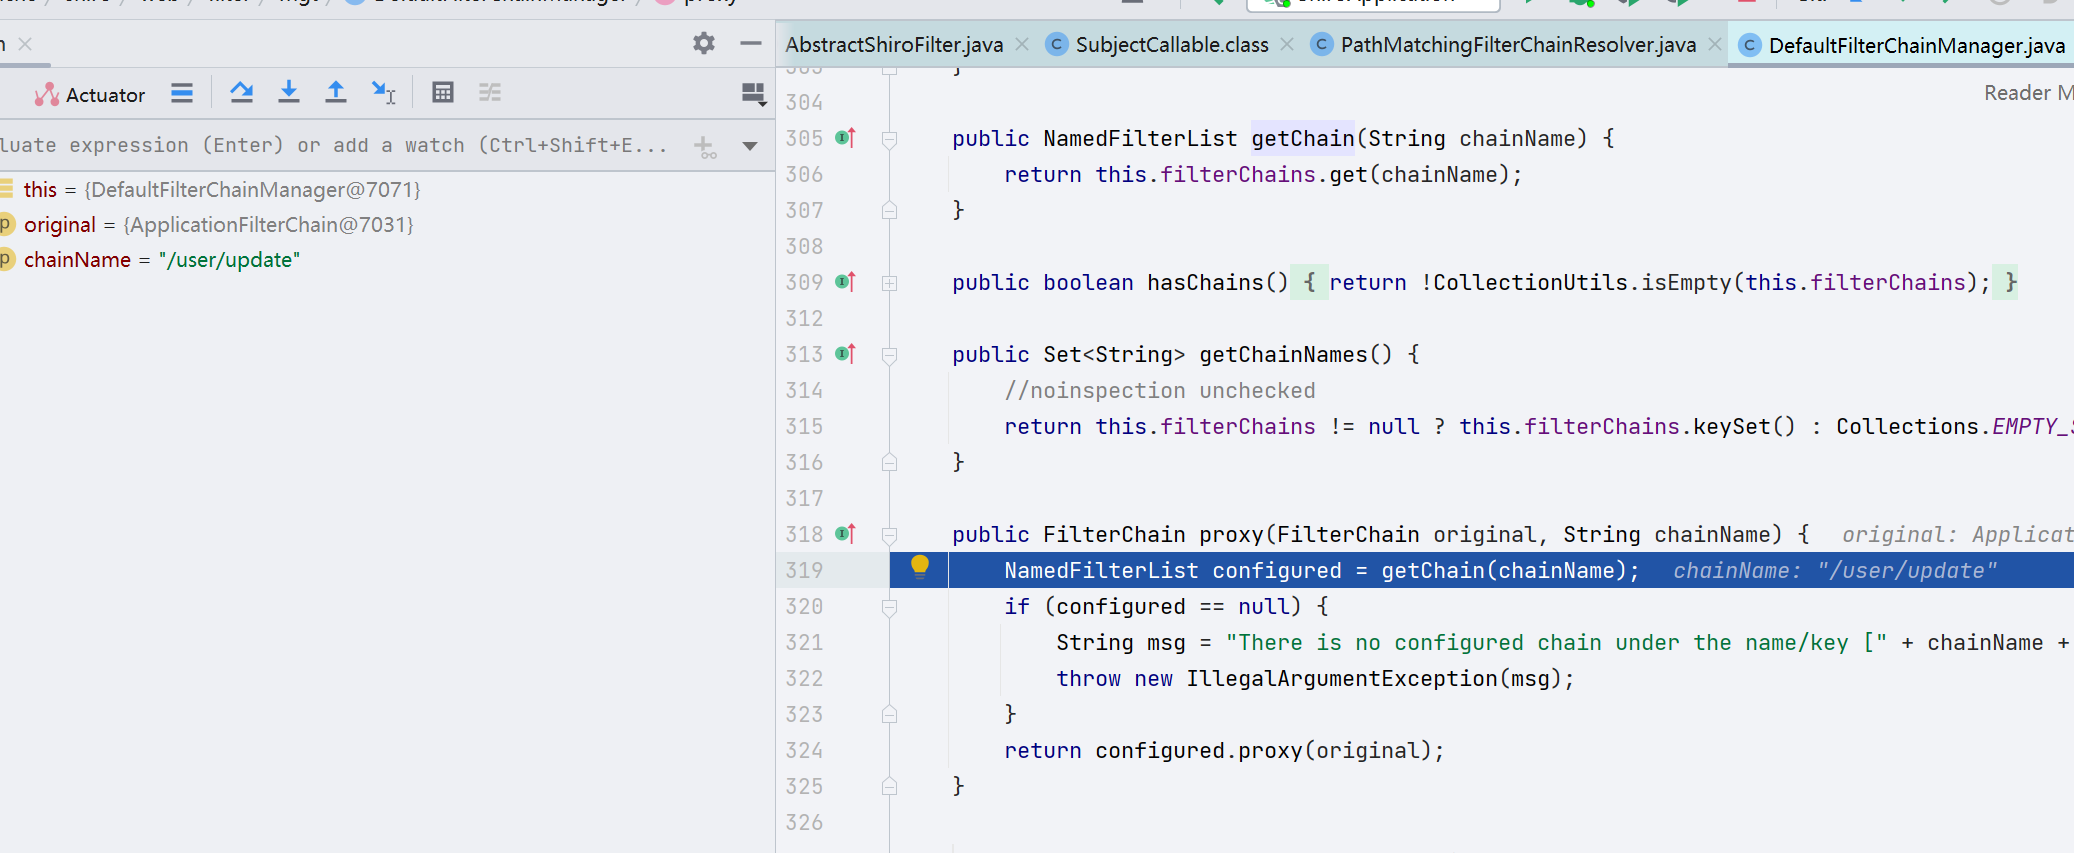 AbstractShiroFilter.java SubjectCallable.class PathMatchingFilterChainResolver.java DefaultFilterChainManager.java
Actuator
luate expression (Enter) or add a watch (Ctrl+Shift+E...
this = {DefaultFilterChainManager@7071}
original = {ApplicationFilterChain@7031}
chainName = "/user/update"
Reader M
303 }
304
305 public NamedFilterList getChain(String chainName) {
306 return this.filterChains.get(chainName);
307 }
308
309 public boolean hasChains() { return !CollectionUtils.isEmpty(this.filterChains); }
312
313 public Set<String> getChainNames() {
314 //noinspection unchecked
315 return this.filterChains != null ? this.filterChains.keySet() : Collections.EMPTY_S
316 }
317
318 public FilterChain proxy(FilterChain original, String chainName) { original: Applicat
319 NamedFilterList configured = getChain(chainName); chainName: "/user/update"
320 if (configured == null) {
321 String msg = "There is no configured chain under the name/key [" + chainName +
322 throw new IllegalArgumentException(msg);
323 }
324 return configured.proxy(original);
325 }
326